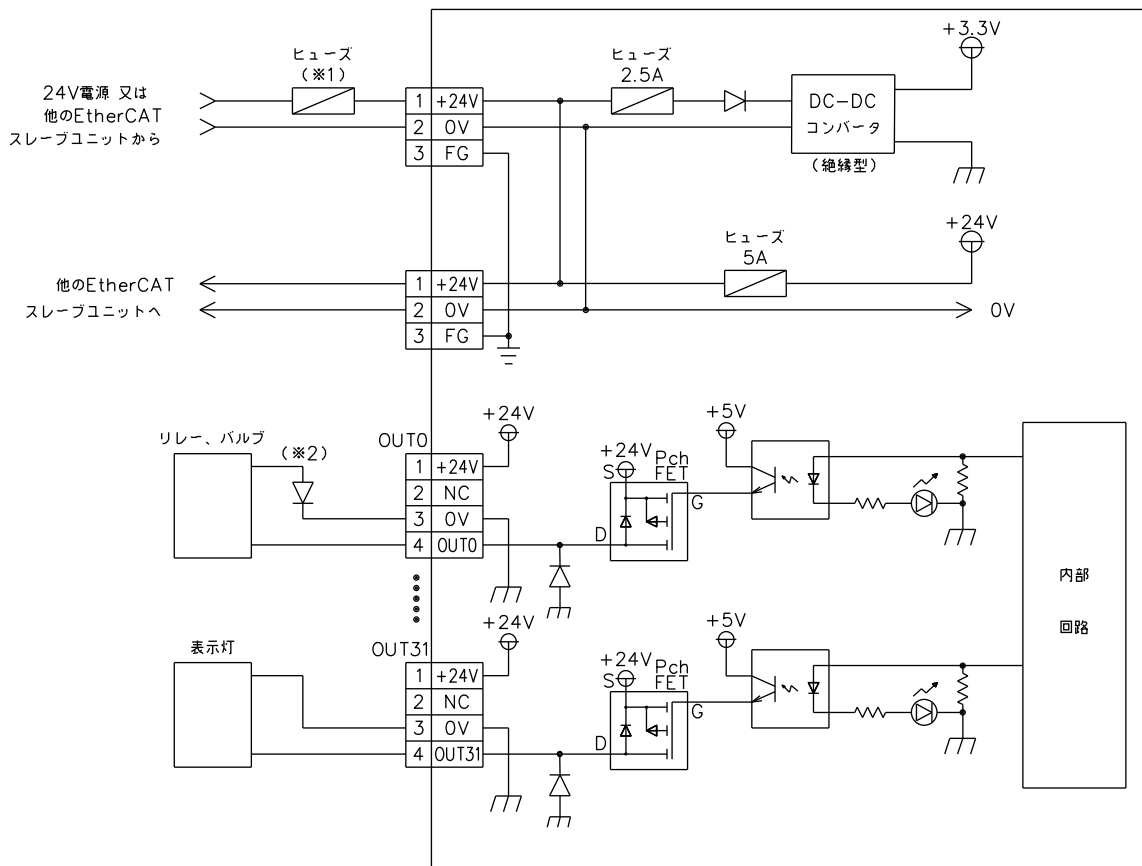 +3.3V
ヒューズ
(※1)
ヒューズ
2.5A
24V電源 又は
他のEtherCAT
スレーブユニットから
1 +24V
2 0V
3 FG
DC-DC
コンバータ
(絶縁型)
+24V
ヒューズ
5A
他のEtherCAT
スレーブユニットへ
1 +24V
2 0V
3 FG
0V
リレー、バルブ
(※2)
OUT0
+24V
1 +24V
2 NC
3 0V
4 OUT0
+24V
S
Pch
FET
D
G
+5V
内部
回路
表示灯
OUT31
+24V
1 +24V
2 NC
3 0V
4 OUT31
+24V
S
Pch
FET
D
G
+5V